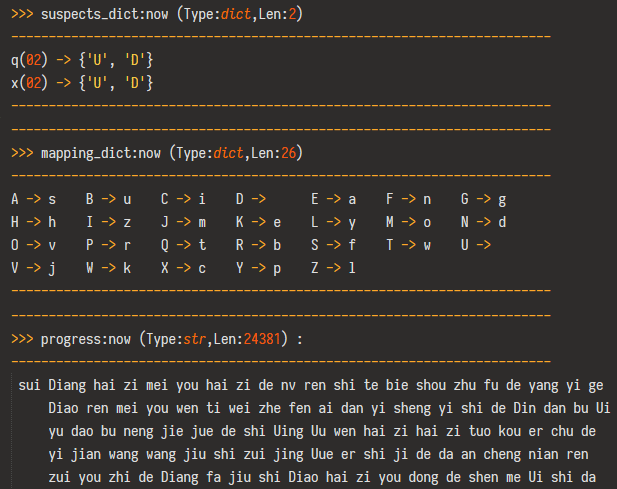 >>> suspects_dict:now (Type:dict,Len:2)
------------------------------------------------------------------------
q(02) -> {'U', 'D'}
x(02) -> {'U', 'D'}
------------------------------------------------------------------------
------------------------------------------------------------------------
>>> mapping_dict:now (Type:dict,Len:26)
------------------------------------------------------------------------
A -> s B -> u C -> i D -> E -> a F -> n G -> g
H -> h I -> z J -> m K -> e L -> y M -> o N -> d
O -> v P -> r Q -> t R -> b S -> f T -> w U ->
V -> j W -> k X -> c Y -> p Z -> l
------------------------------------------------------------------------
------------------------------------------------------------------------
>>> progress:now (Type:str,Len:24381) :
------------------------------------------------------------------------
sui Diang hai zi mei you hai zi de nv ren shi te bie shou zhu fu de yang yi ge
Diao ren mei you wen ti wei zhe fen ai dan yi sheng yi shi de Din dan bu Ui
yu dao bu neng jie jue de shi Uing Uu wen hai zi hai zi tuo kou er chu de
yi jian wang wang jiu shi zui jing Uue er shi ji de da an cheng nian ren
zui you zhi de Diang fa jiu shi Diao hai zi you dong de shen me Ui shi da